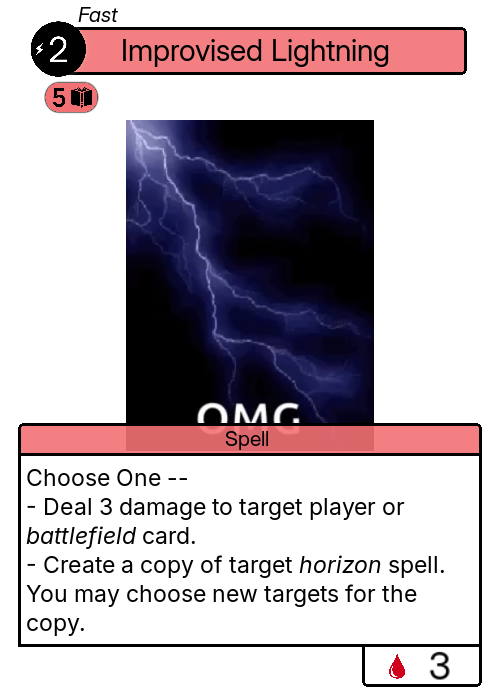 Fast
2
Improvised Lightning
5
OMG
Spell
Choose One --
- Deal 3 damage to target player or
battlefield card.
- Create a copy of target horizon spell.
You may choose new targets for the
copy.
3